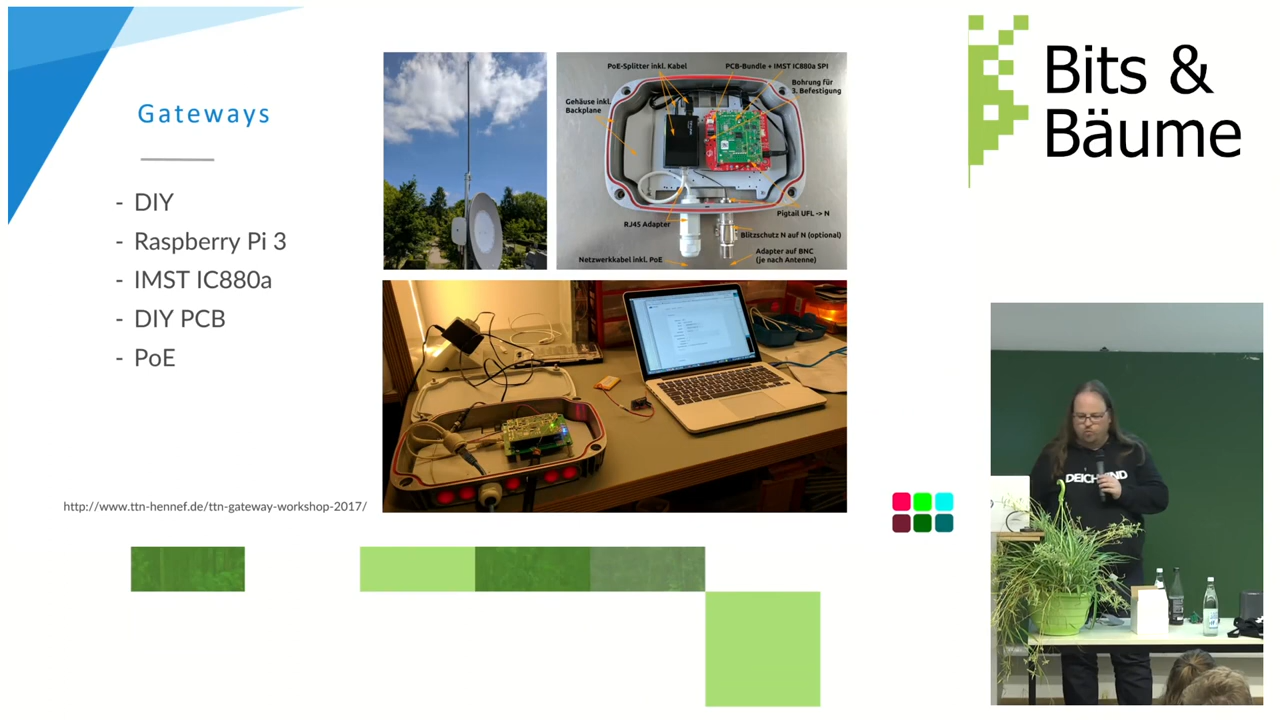 Gateways
- DIY
- Raspberry Pi 3
- IMST IC880a
- DIY PCB
- PoE
http://www.ttn-hennef.de/ttn-gateway-workshop-2017/
PoE-Splitter inkl. Kabel
PCB-Bundle + IMST IC880a SPI
Bohrung für
3. Befestigung
Gehäuse inkl.
Backplane
RJ45 Adapter
Pigtail UFL -> N
Blitzschutz N auf N (optional)
Netzwerkkabel inkl. PoE
Adapter auf BNC
(je nach Antenne)
Bits &
Bäume